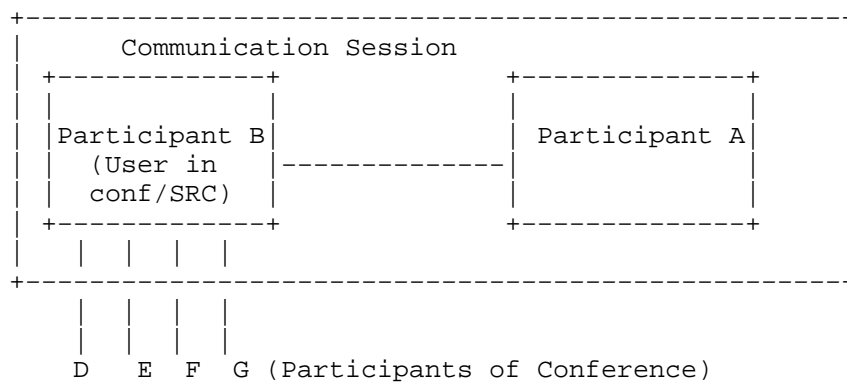 Communication Session
Participant B
Participant A
(User in
conf/SRC)
D E F G (Participants of Conference)